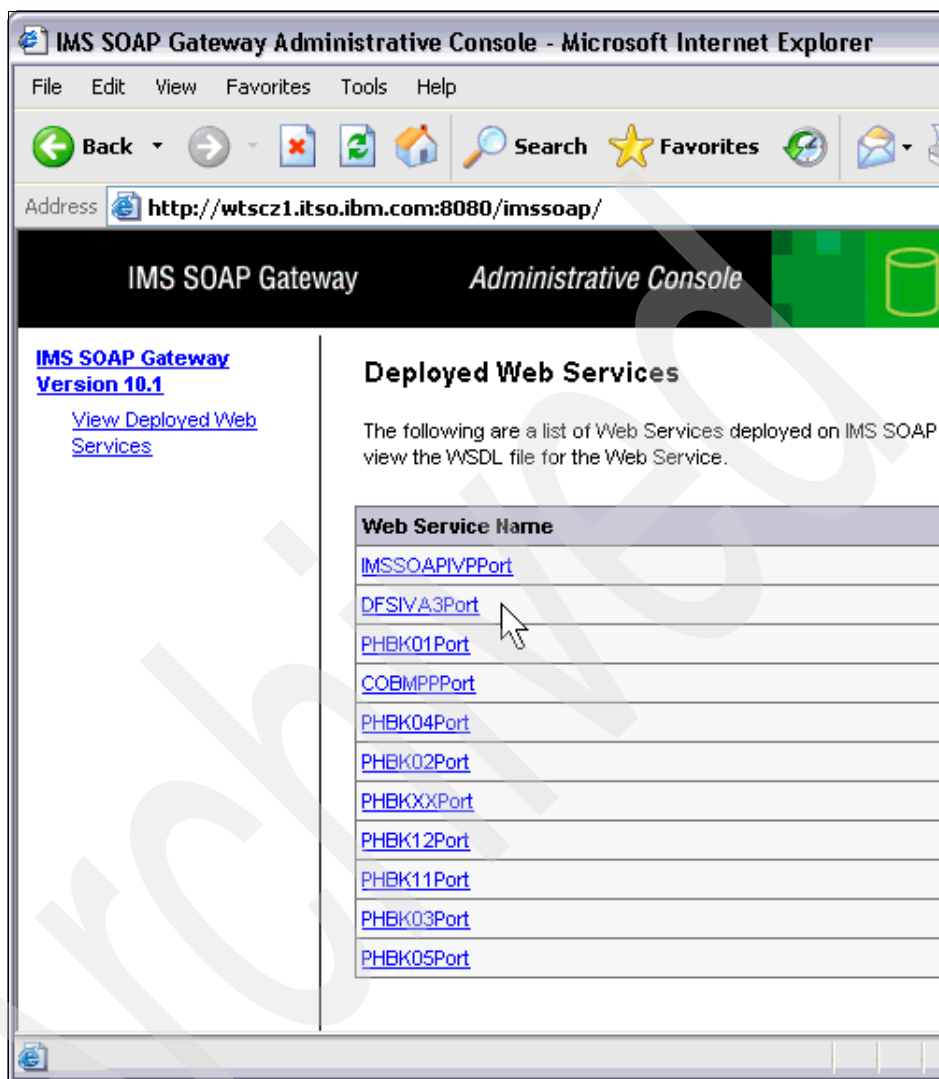 IMS SOAP Gateway Administrative Console - Microsoft Internet Explorer
File Edit View Favorites Tools Help
Back Search Favorites
Address http://wtscz1.itso.ibm.com:8080/imssoap/
IMS SOAP Gateway Administrative Console
IMS SOAP Gateway
Version 10.1
View Deployed Web
Services
Deployed Web Services
The following are a list of Web Services deployed on IMS SOAP
view the WSDL file for the Web Service.
Web Service Name
IMSSOAPIVPPort
DFSIVA3Port
PHBK01Port
COBMPPPort
PHBK04Port
PHBK02Port
PHBKXXPort
PHBK12Port
PHBK11Port
PHBK03Port
PHBK05Port